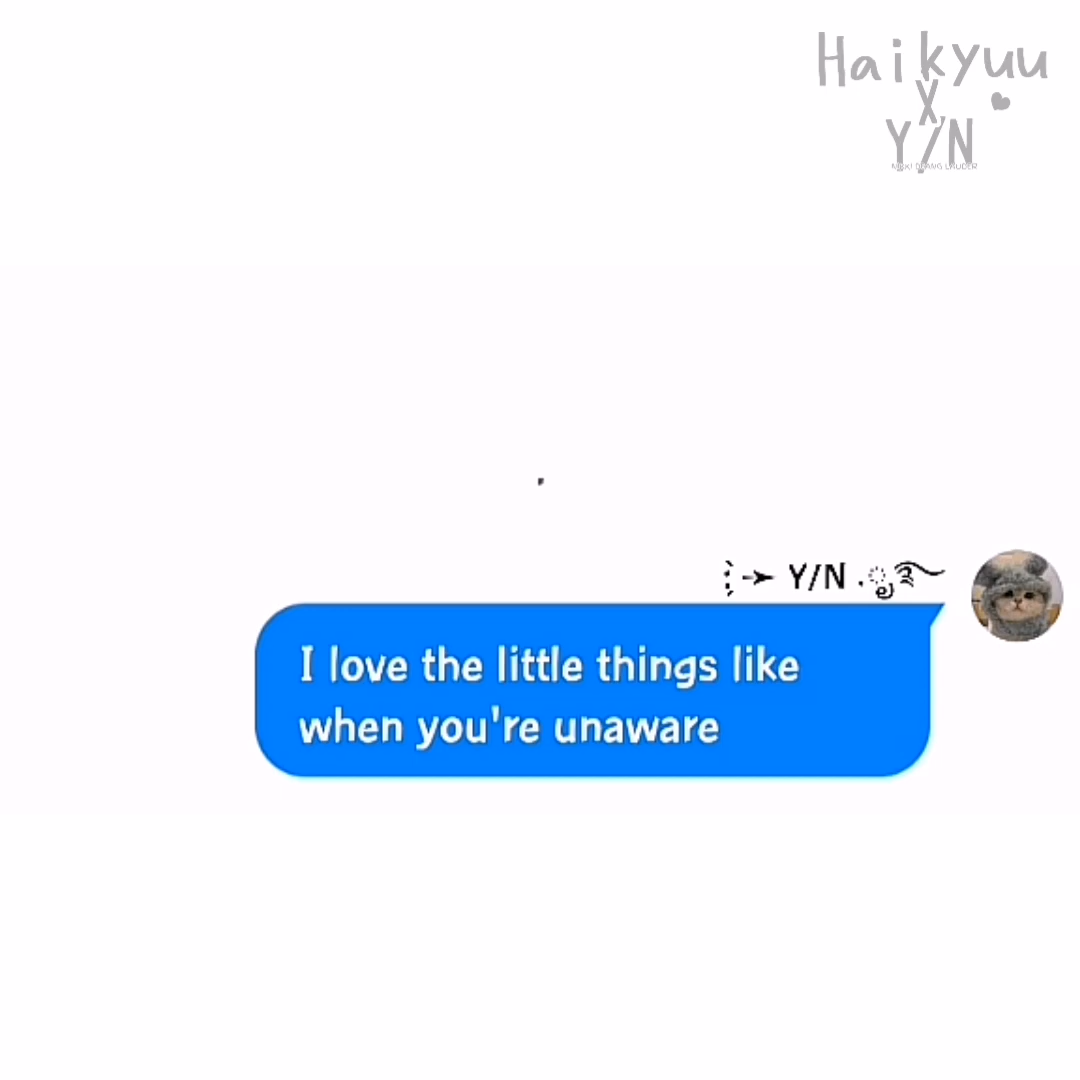 Haikyuu
X
Y/N
Y/N
I love the little things like
when you're unaware